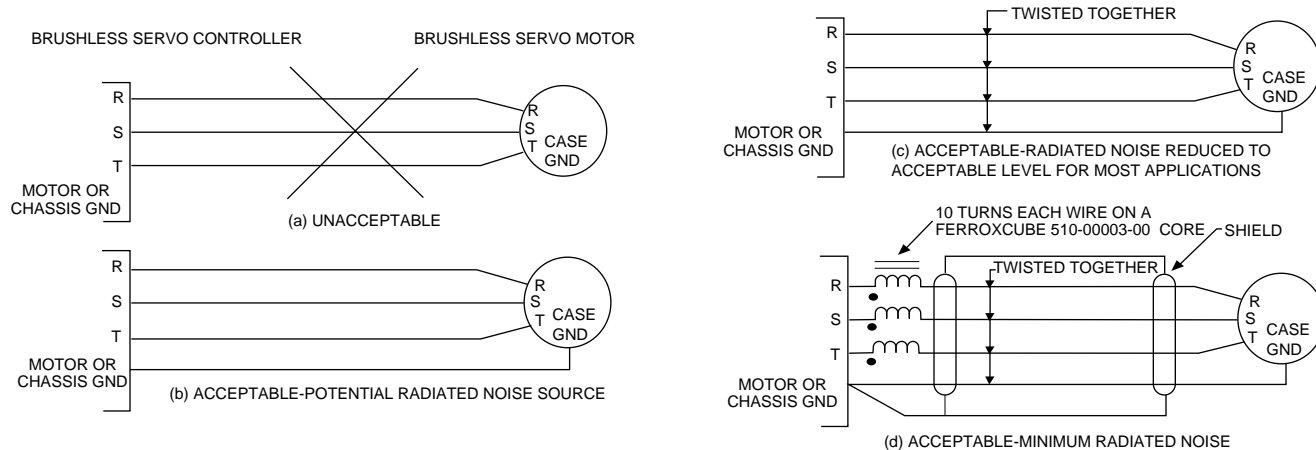 BRUSHLESS SERVO CONTROLLER
BRUSHLESS SERVO MOTOR
R
S
T
MOTOR OR
CHASSIS GND
R
S
T
CASE
GND
(a) UNACCEPTABLE
R
S
T
MOTOR OR
CHASSIS GND
R
S
T
CASE
GND
(b) ACCEPTABLE-POTENTIAL RADIATED NOISE SOURCE
TWISTED TOGETHER
R
S
T
MOTOR OR
CHASSIS GND
R
S
T
CASE
GND
(c) ACCEPTABLE-RADIATED NOISE REDUCED TO
ACCEPTABLE LEVEL FOR MOST APPLICATIONS
10 TURNS EACH WIRE ON A
FERROXCUBE 510-00003-00 CORE
SHIELD
TWISTED TOGETHER
R
S
T
MOTOR OR
CHASSIS GND
R
S
T
CASE
GND
(d) ACCEPTABLE-MINIMUM RADIATED NOISE